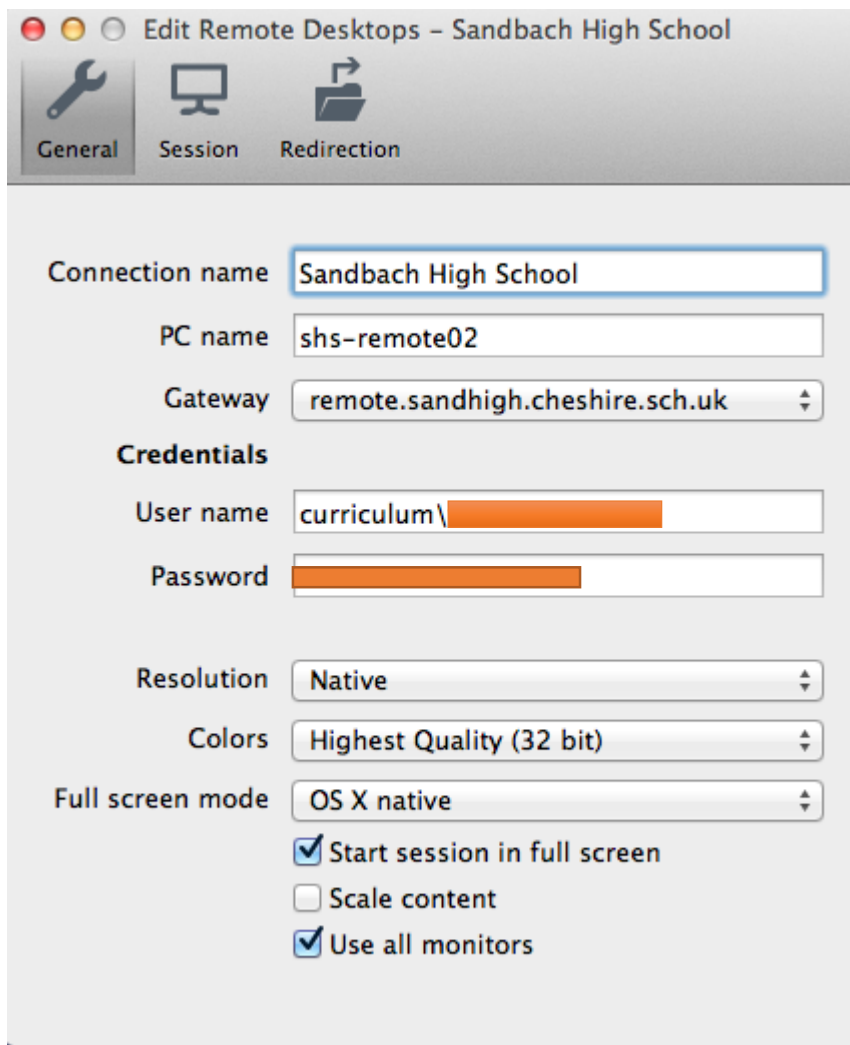 Edit Remote Desktops – Sandbach High School
General Session Redirection
Connection name Sandbach High School
PC name shs-remote02
Gateway remote.sandhigh.cheshire.sch.uk
Credentials
User name curriculum\
Password
Resolution Native
Colors Highest Quality (32 bit)
Full screen mode OS X native
Start session in full screen
Scale content
Use all monitors